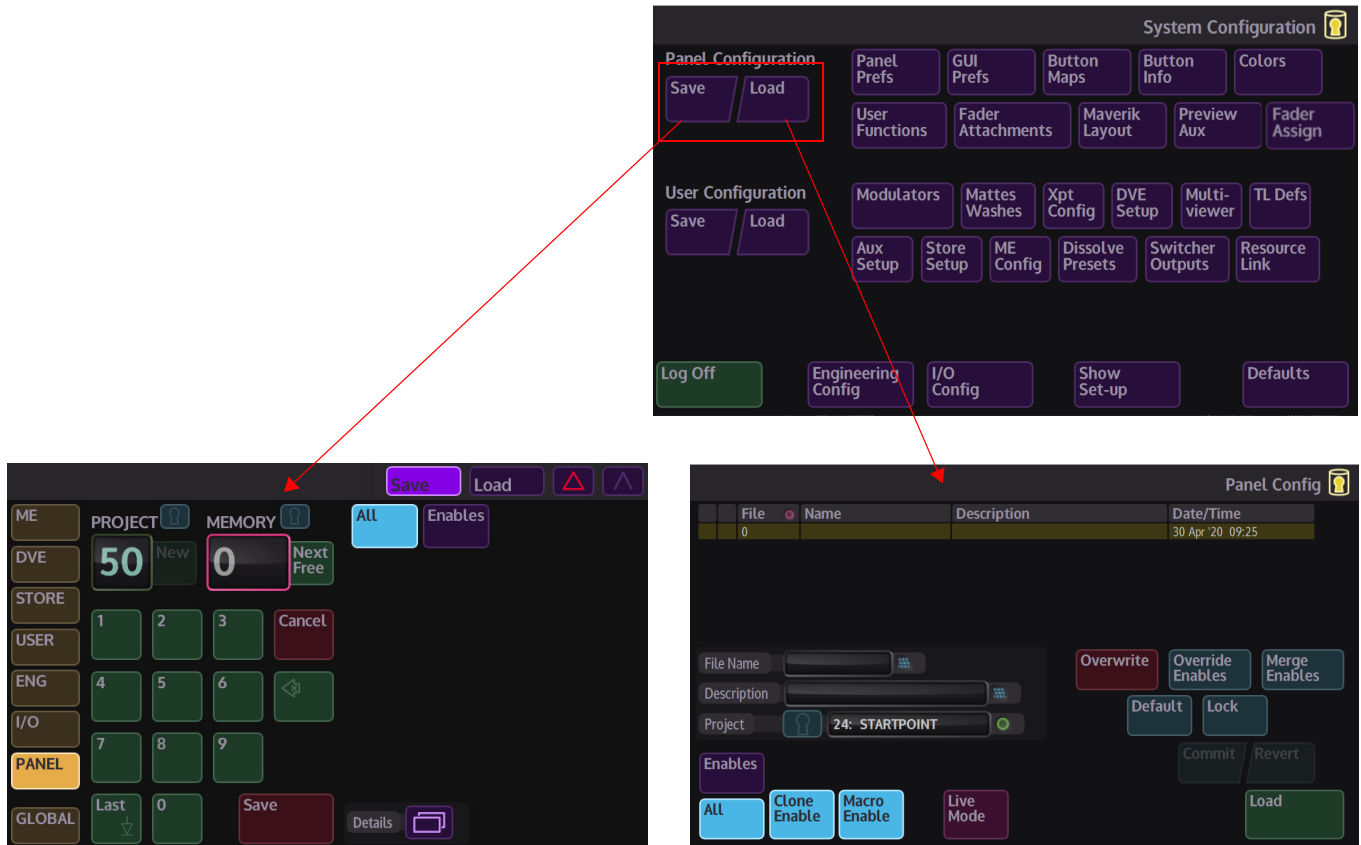 System Configuration
Panel Configuration
Save
Load
Panel
Prefs
GUI
Prefs
Button
Maps
Button
Info
Colors
User
Functions
Fader
Attachments
Maverik
Layout
Preview
Aux
Fader
Assign
User Configuration
Save
Load
Modulators
Mattes
Washes
Xpt
Config
DVE
Setup
Multi-
viewer
TL Defs
Aux
Setup
Store
Setup
ME
Config
Dissolve
Presets
Switcher
Outputs
Resource
Link
Log Off
Engineering
Config
I/O
Config
Show
Set-up
Defaults
Save
Load
ME
DVE
STORE
USER
ENG
I/O
PANEL
GLOBAL
PROJECT
50
New
MEMORY
0
Next
Free
All
Enables
1
2
3
Cancel
4
5
6
7
8
9
Last
0
Save
Details
Panel Config
File
Name
Description
Date/Time
0
30 Apr '20 09:25
File Name
Description
Project
24: STARTPOINT
Overwrite
Override
Enables
Merge
Enables
Default
Lock
Commit
Revert
Enables
All
Clone
Enable
Macro
Enable
Live
Mode
Load